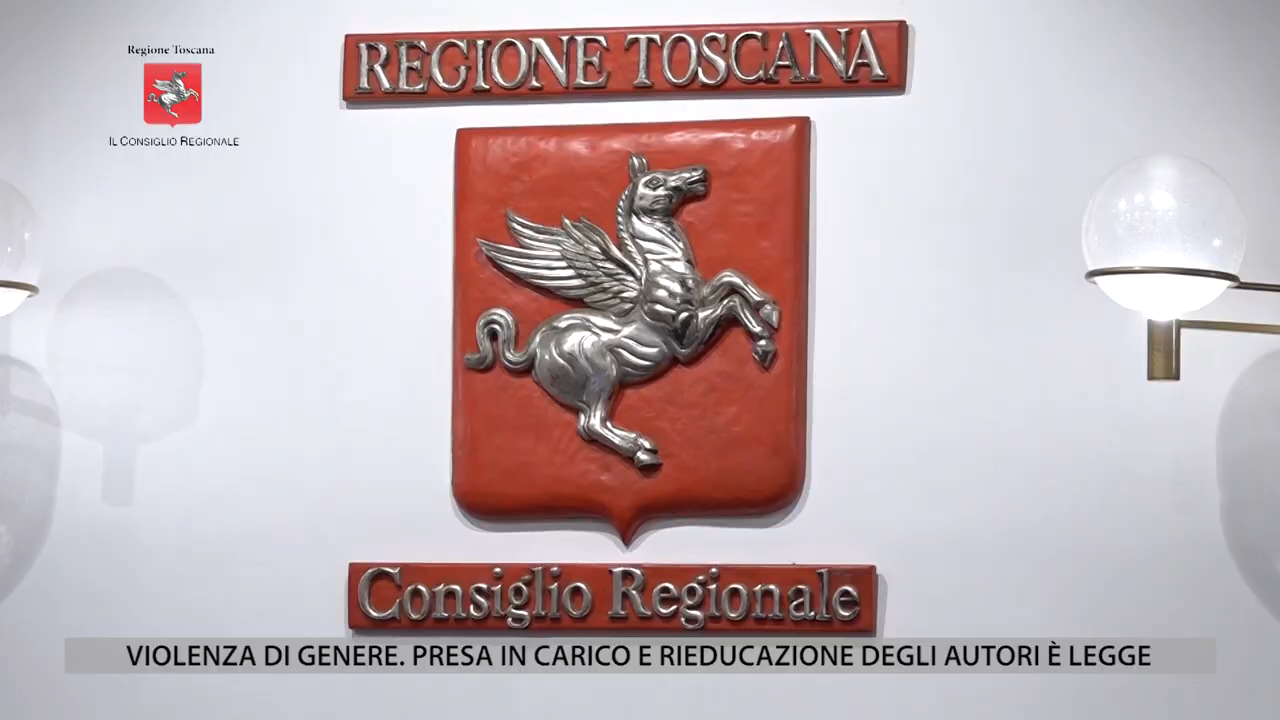 Regione Toscana
IL CONSIGLIO REGIONALE
REGIONE TOSCANA
Consiglio Regionale
VIOLENZA DI GENERE. PRESA IN CARICO E RIEDUCAZIONE DEGLI AUTORI È LEGGE